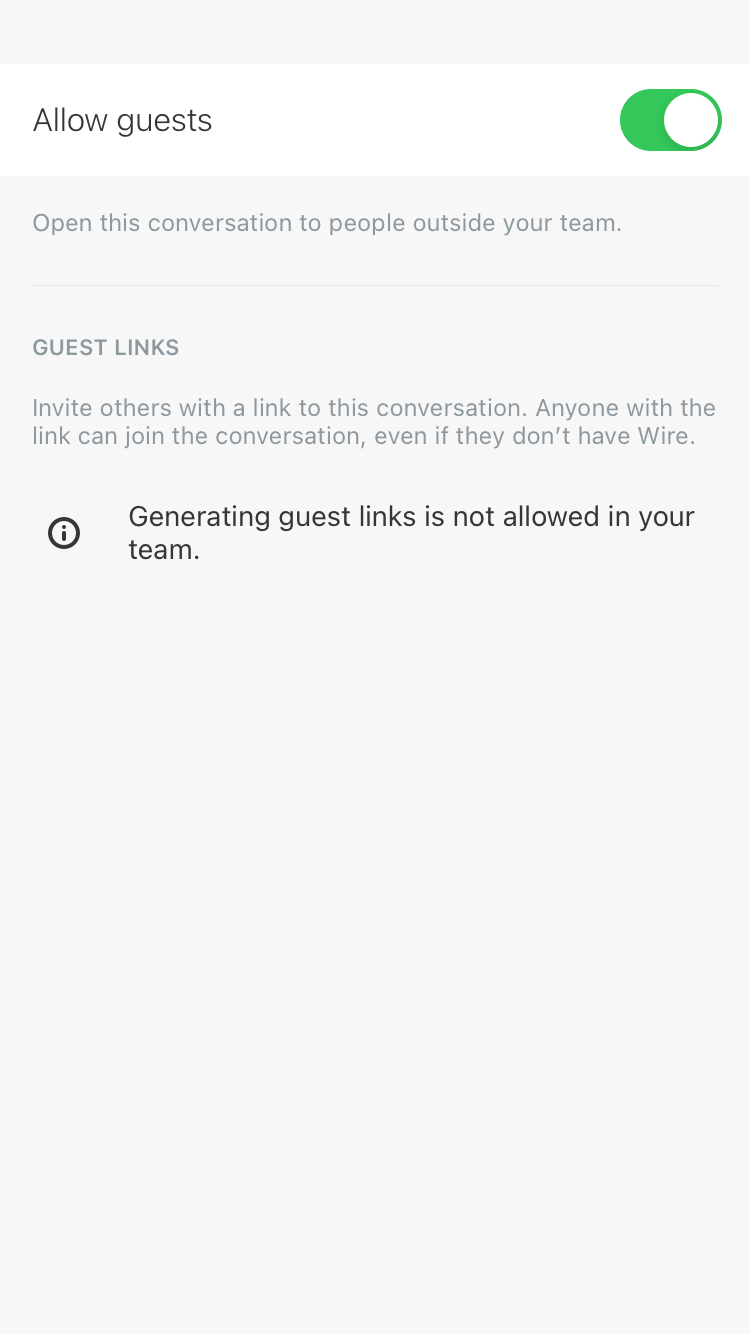 Allow guests
Open this conversation to people outside your team.
GUEST LINKS
Invite others with a link to this conversation. Anyone with the
link can join the conversation, even if they don’t have Wire.
Generating guest links is not allowed in your
team.